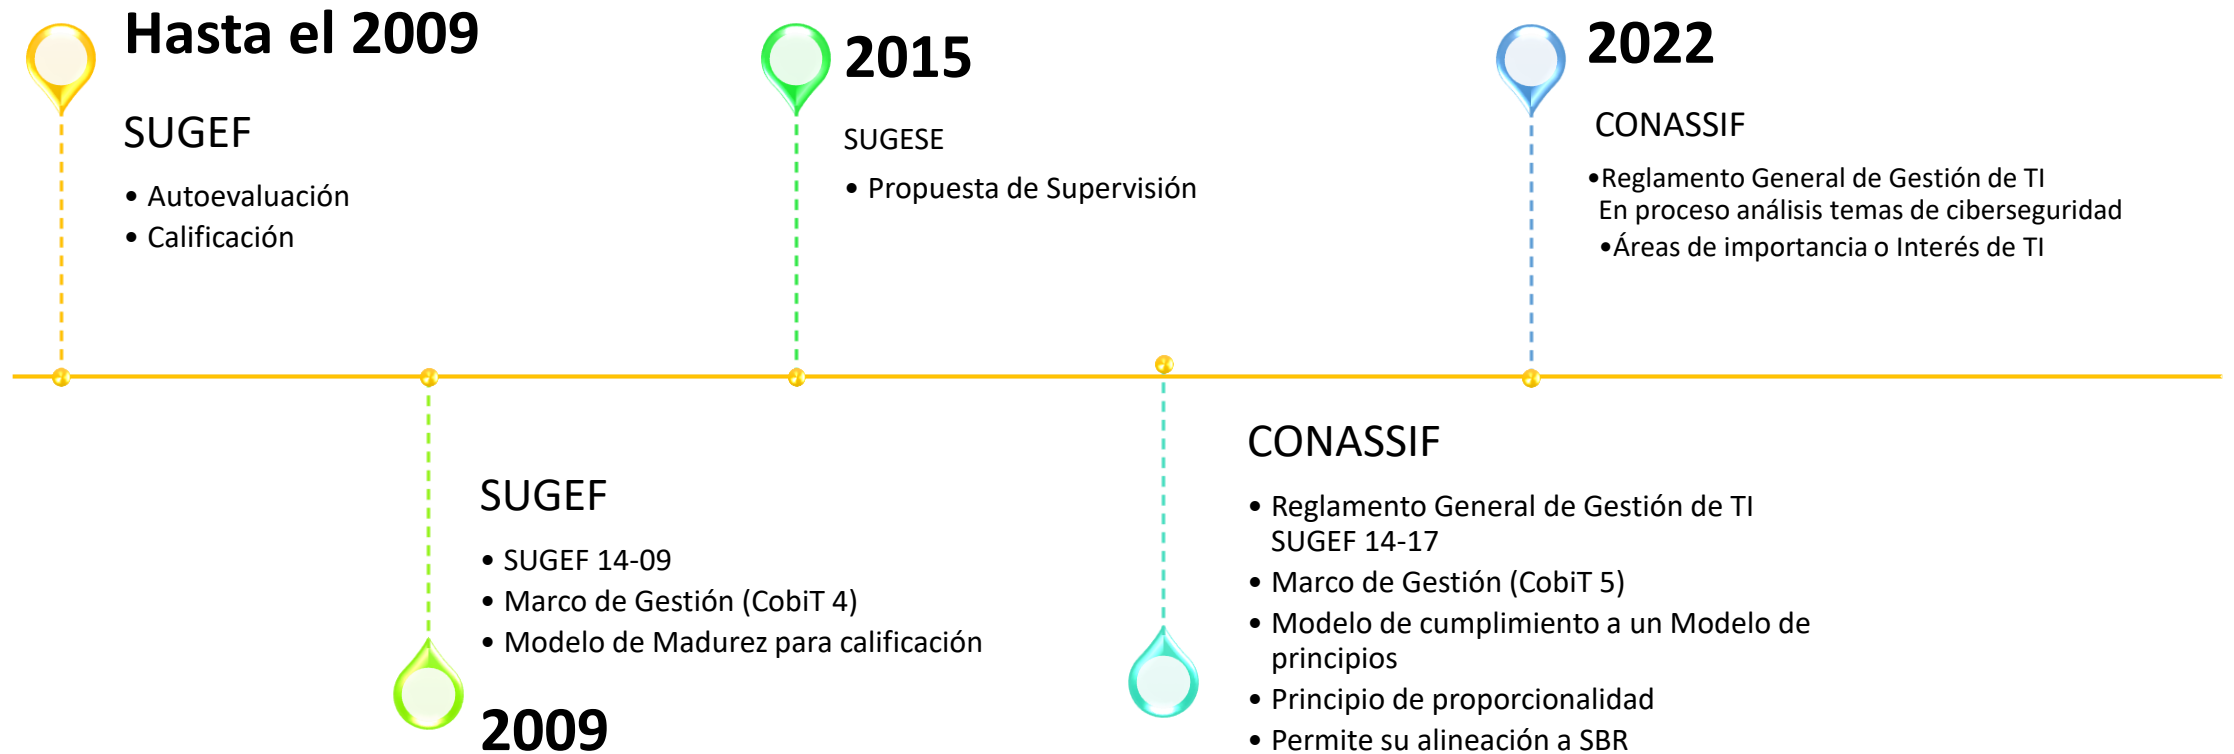 Hasta el 2009
SUGEF
• Autoevaluación
• Calificación
SUGEF
• SUGEF 14-09
• Marco de Gestión (CobiT 4)
• Modelo de Madurez para calificación
2009
2015
SUGESE
• Propuesta de Supervisión
CONASSIF
• Reglamento General de Gestión de TI
SUGEF 14-17
• Marco de Gestión (CobiT 5)
• Modelo de cumplimiento a un Modelo de
principios
• Principio de proporcionalidad
• Permite su alineación a SBR
2022
CONASSIF
•Reglamento General de Gestión de TI
En proceso análisis temas de ciberseguridad
•Áreas de importancia o Interés de TI